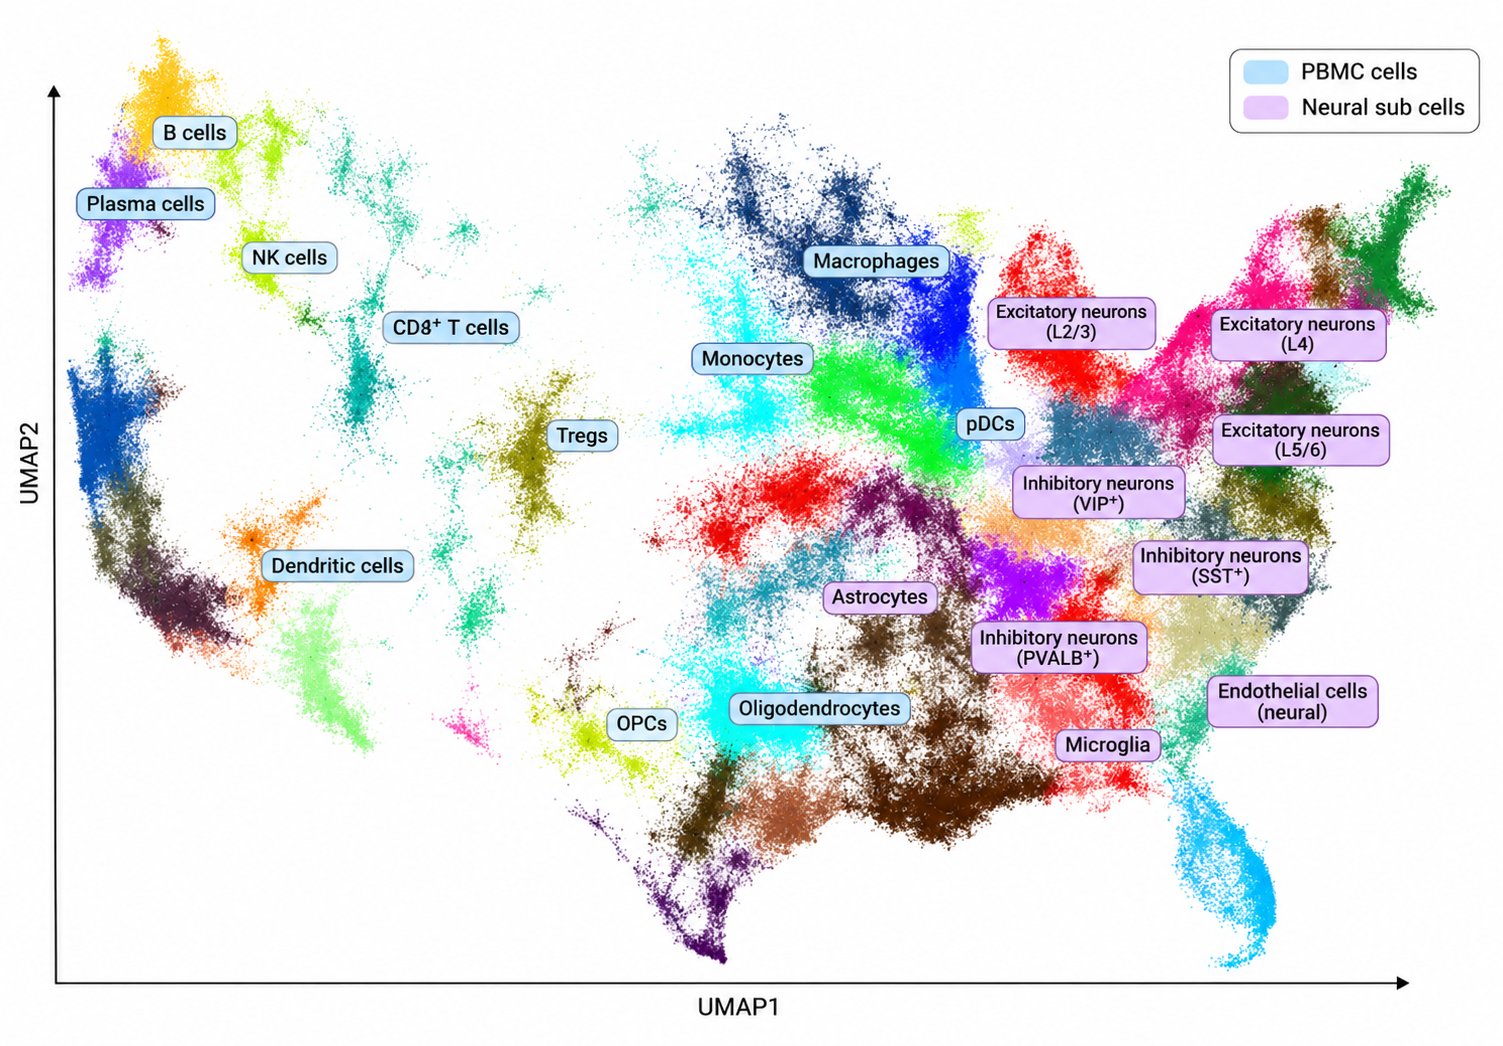 PBMC cells
Neural sub cells
B cells
Plasma cells
NK cells
CD8⁺ T cells
Macrophages
Excitatory neurons
(L2/3)
Excitatory neurons
(L4)
Monocytes
pDCs
Tregs
Excitatory neurons
(L5/6)
Inhibitory neurons
(VIP⁺)
Inhibitory neurons
(SST⁺)
Dendritic cells
Astrocytes
Inhibitory neurons
(PVALB⁺)
Endothelial cells
(neural)
OPCs
Oligodendrocytes
Microglia
UMAP2
UMAP1